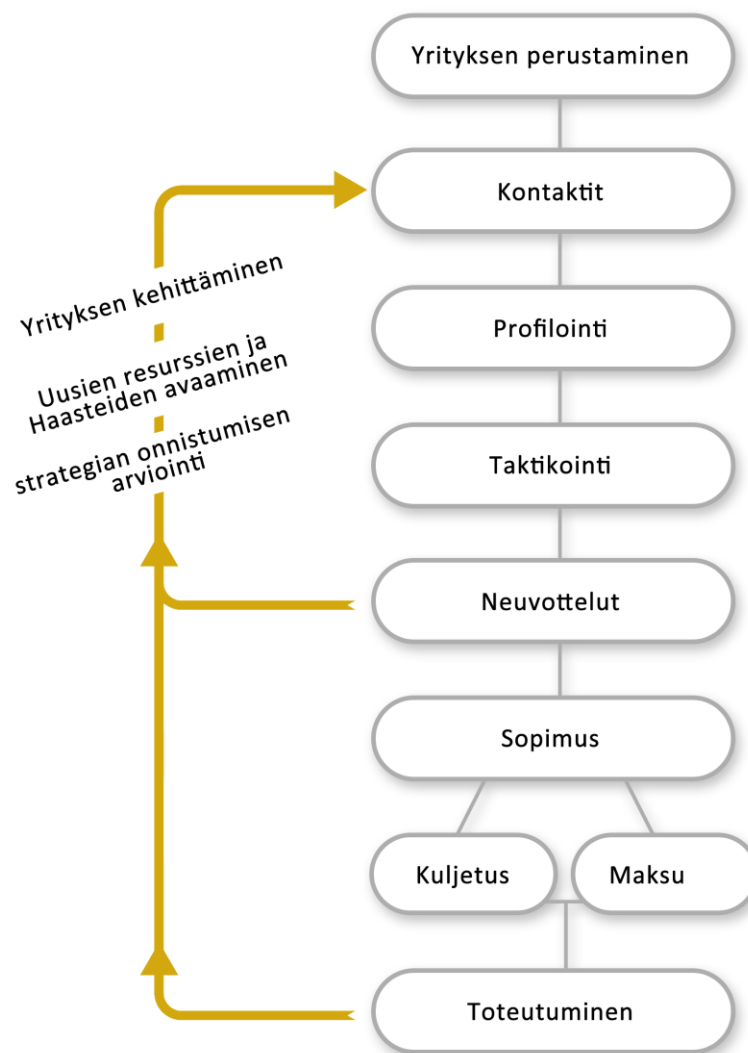 Yrityksen perustaminen
Kontaktit
Yrityksen kehittäminen
Profilointi
Uusien resurssien ja
Haasteiden avaaminen
Taktikointi
strategian onnistumisen
arviointi
Neuvottelut
Sopimus
Kuljetus
Maksu
Toteutuminen